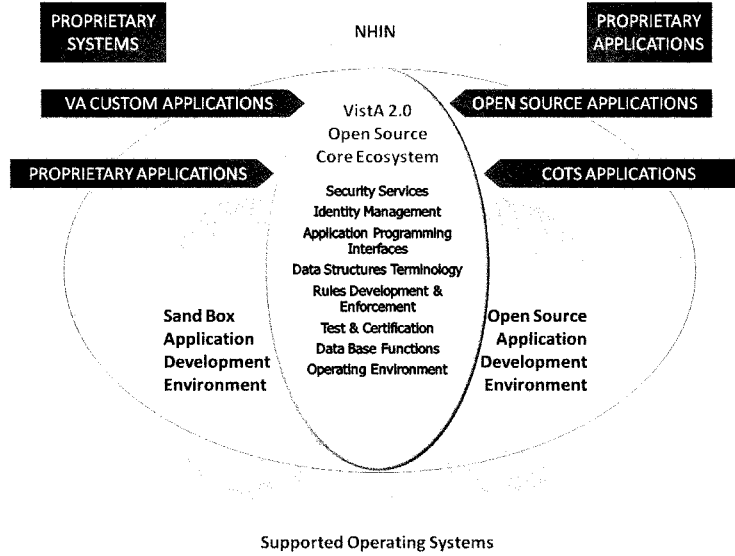 PROPRIETARY
SYSTEMS
NHIN
PROPRIETARY
APPLICATIONS
VA CUSTOM APPLICATIONS
OPEN SOURCE APPLICATIONS
VistA 2.0
Open Source
Core Ecosystem
PROPRIETARY APPLICATIONS
COTS APPLICATIONS
Security Services
Identity Management
Application Programming
Interfaces
Data Structures Terminology
Rules Development &
Enforcement
Test & Certification
Data Base Functions
Operating Environment
Sand Box
Application
Development
Environment
Open Source
Application
Development
Environment
Supported Operating Systems